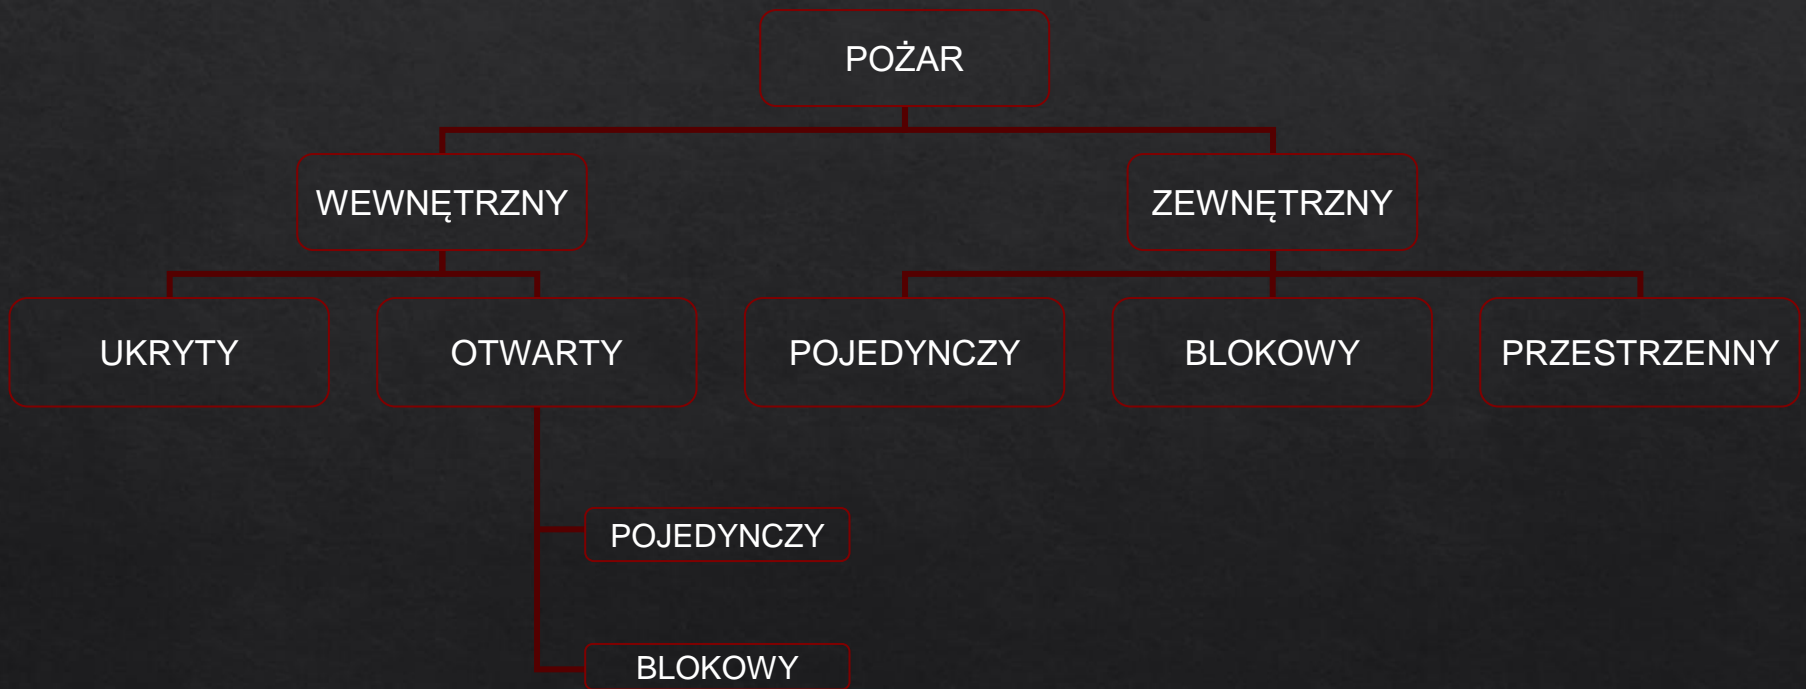 POŻAR
WEWNĘTRZNY
ZEWNĘTRZNY
UKRYTY
OTWARTY
POJEDYNCZY
BLOKOWY
PRZESTRZENNY
POJEDYNCZY
BLOKOWY